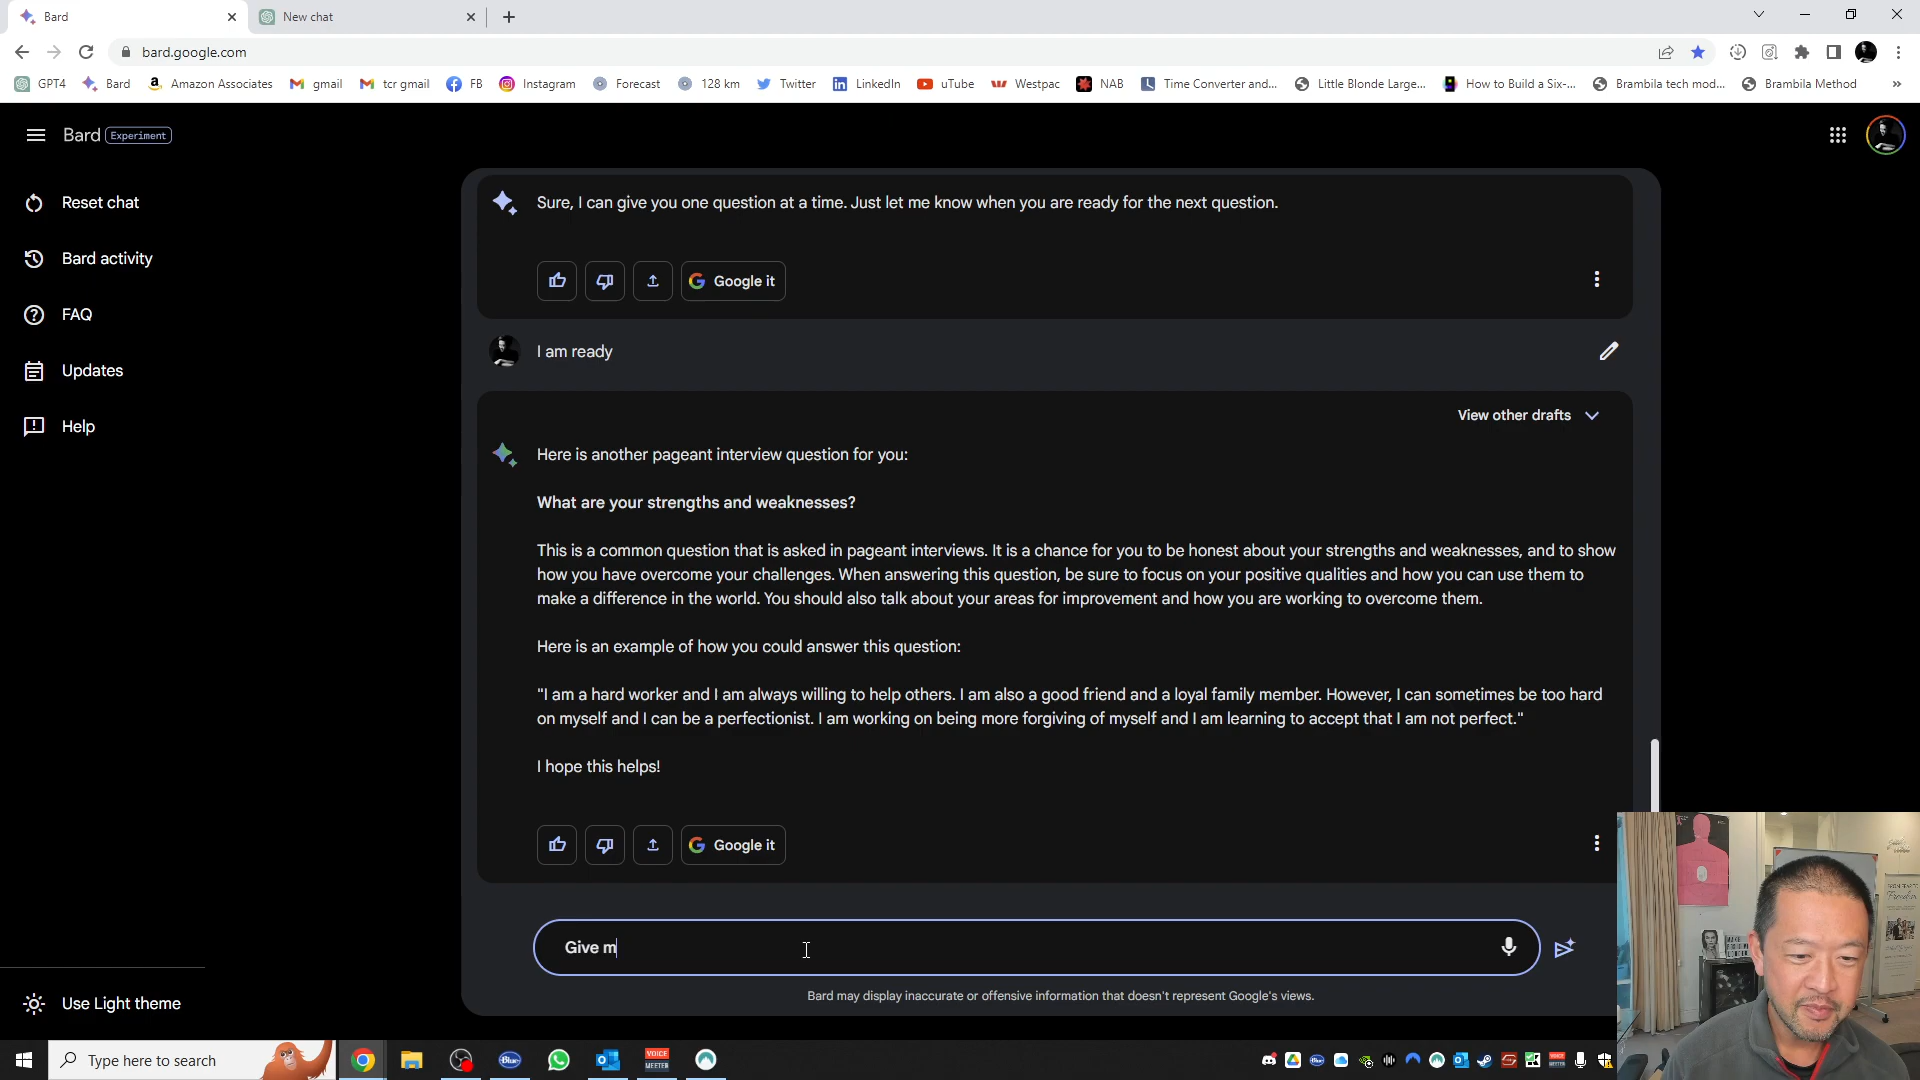 Bard
New chat
bard.google.com
GPT4
Bard
Amazon Associates
gmail
tcr gmail
FB
Instagram
Forecast
128 km
Twitter
LinkedIn
uTube
Westpac
NAB
Time Converter and...
Little Blonde Large...
How to Build a Six-...
Brambila tech mod...
Brambila Method
»
Bard Experiment
Reset chat
Bard activity
FAQ
Updates
Help
Use Light theme
Sure, I can give you one question at a time. Just let me know when you are ready for the next question.
Google it
I am ready
View other drafts
Here is another pageant interview question for you:
What are your strengths and weaknesses?
This is a common question that is asked in pageant interviews. It is a chance for you to be honest about your strengths and weaknesses, and to show
how you have overcome your challenges. When answering this question, be sure to focus on your positive qualities and how you can use them to
make a difference in the world. You should also talk about your areas for improvement and how you are working to overcome them.
Here is an example of how you could answer this question:
"I am a hard worker and I am always willing to help others. I am also a good friend and a loyal family member. However, I can sometimes be too hard
on myself and I can be a perfectionist. I am working on being more forgiving of myself and I am learning to accept that I am not perfect."
I hope this helps!
Google it
Give m
Bard may display inaccurate or offensive information that doesn't represent Google's views.
Type here to search
Blue
VOICE
MEETER